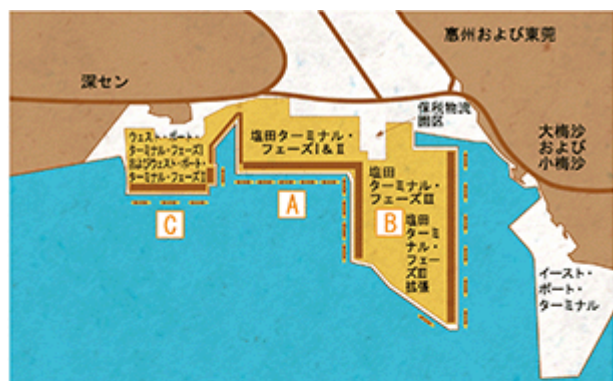 惠州および東莞
深セン
保利物流
園区
大梅沙
および
小梅沙
ウェスト・ポート・
ターミナル・フェーズI
およびウェスト・ポート・
ターミナル・フェーズII
塩田ターミナル・
フェーズI & II
塩田
ターミナル・
フェーズIII
A
B
C
塩田
ターミ
ナル・
フェー
ズIII
拡張
イースト・
ポート・
ターミナル